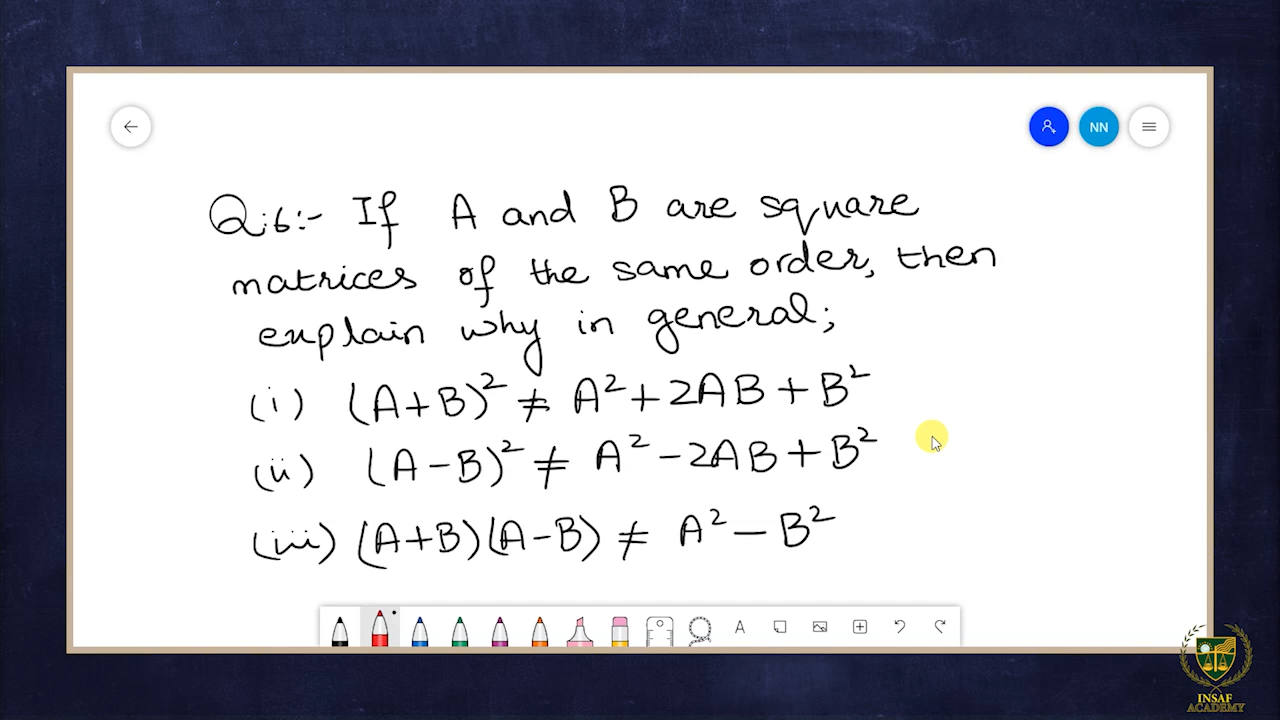 NN
Q:6:- If A and B are square
matrices of the same order, then
explain why in general;
(i) (A+B)² ≠ A² + 2AB + B²
(ii) (A-B)² ≠ A² - 2AB + B²
(iii) (A+B)(A-B) ≠ A² - B²
A
INSAF
ACADEMY